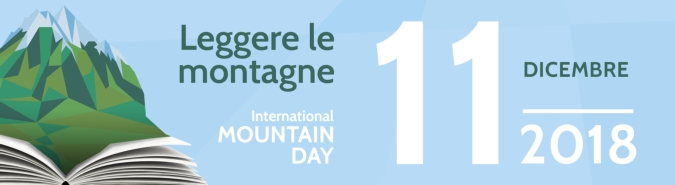 Leggere le
montagne
International
MOUNTAIN
DAY
11
DICEMBRE
2018